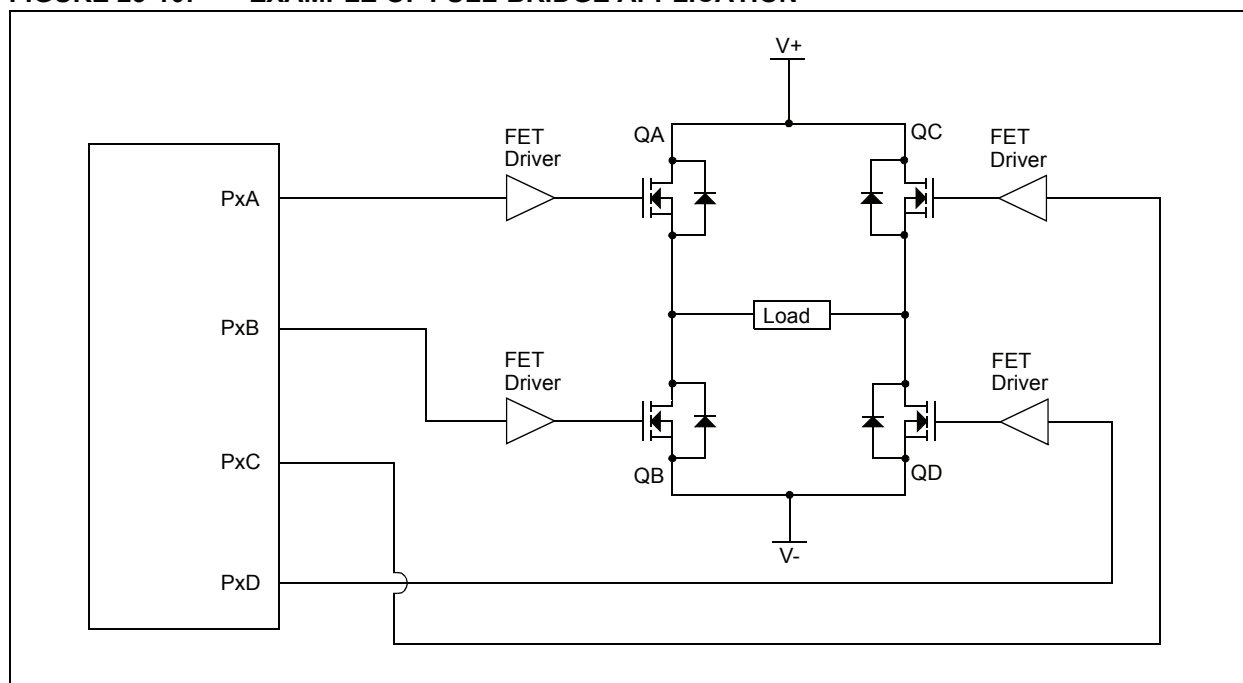 V+
QA
QC
FET
Driver
FET
Driver
PxA
Load
PxB
FET
Driver
FET
Driver
PxC
QB
QD
V-
PxD